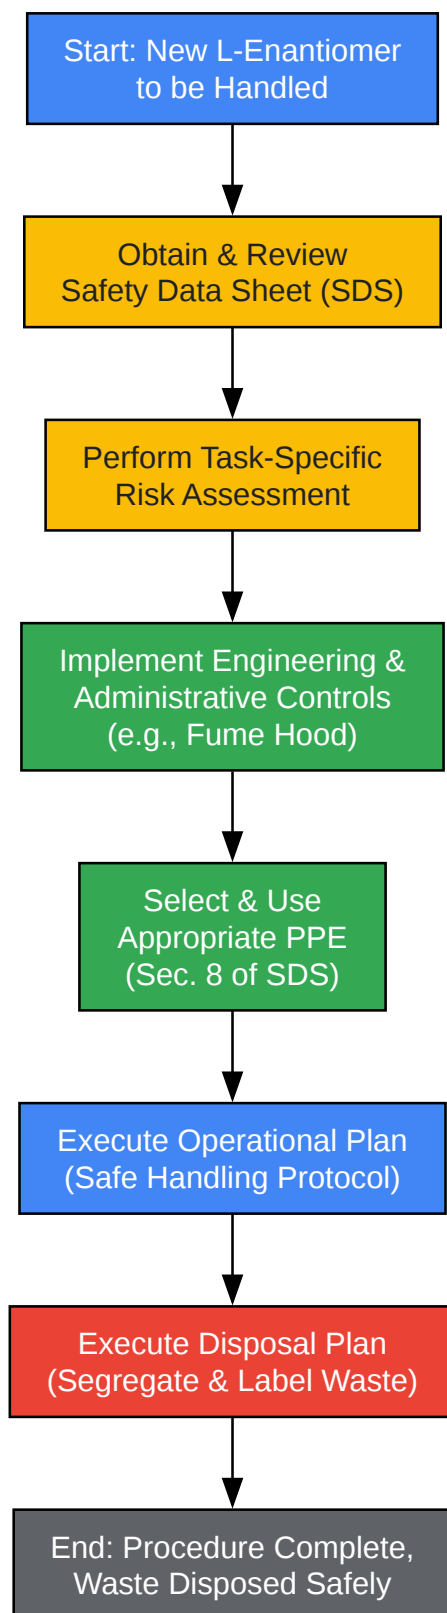 Start: New L-Enantiomer
to be Handled
Obtain & Review
Safety Data Sheet (SDS)
Perform Task-Specific
Risk Assessment
Implement Engineering &
Administrative Controls
(e.g., Fume Hood)
Select & Use
Appropriate PPE
(Sec. 8 of SDS)
Execute Operational Plan
(Safe Handling Protocol)
Execute Disposal Plan
(Segregate & Label Waste)
End: Procedure Complete,
Waste Disposed Safely